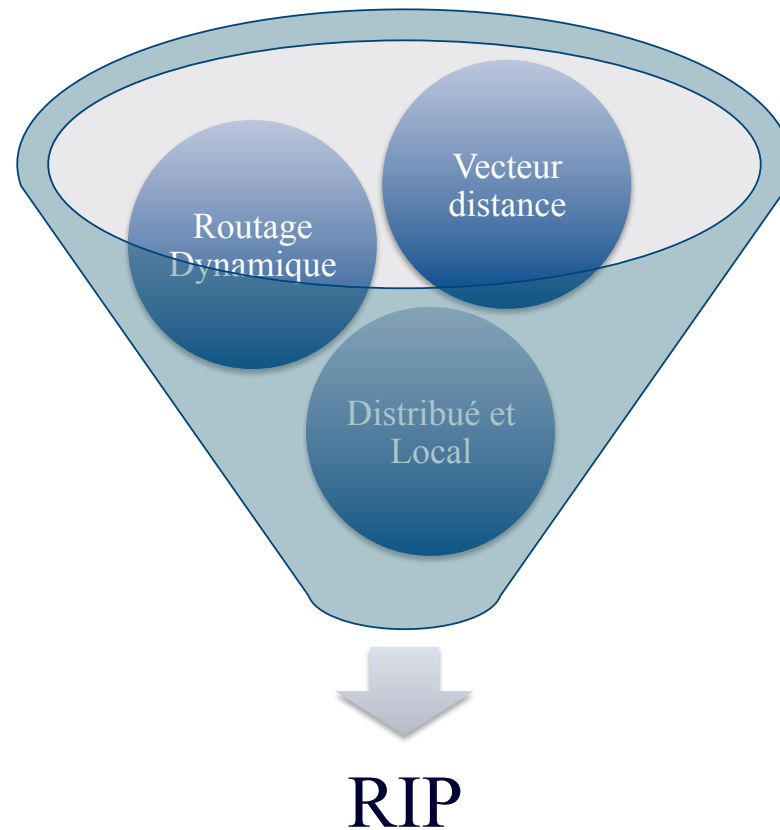 Vecteur
distance
Routage
Dynamique
Distribué et
Local
RIP